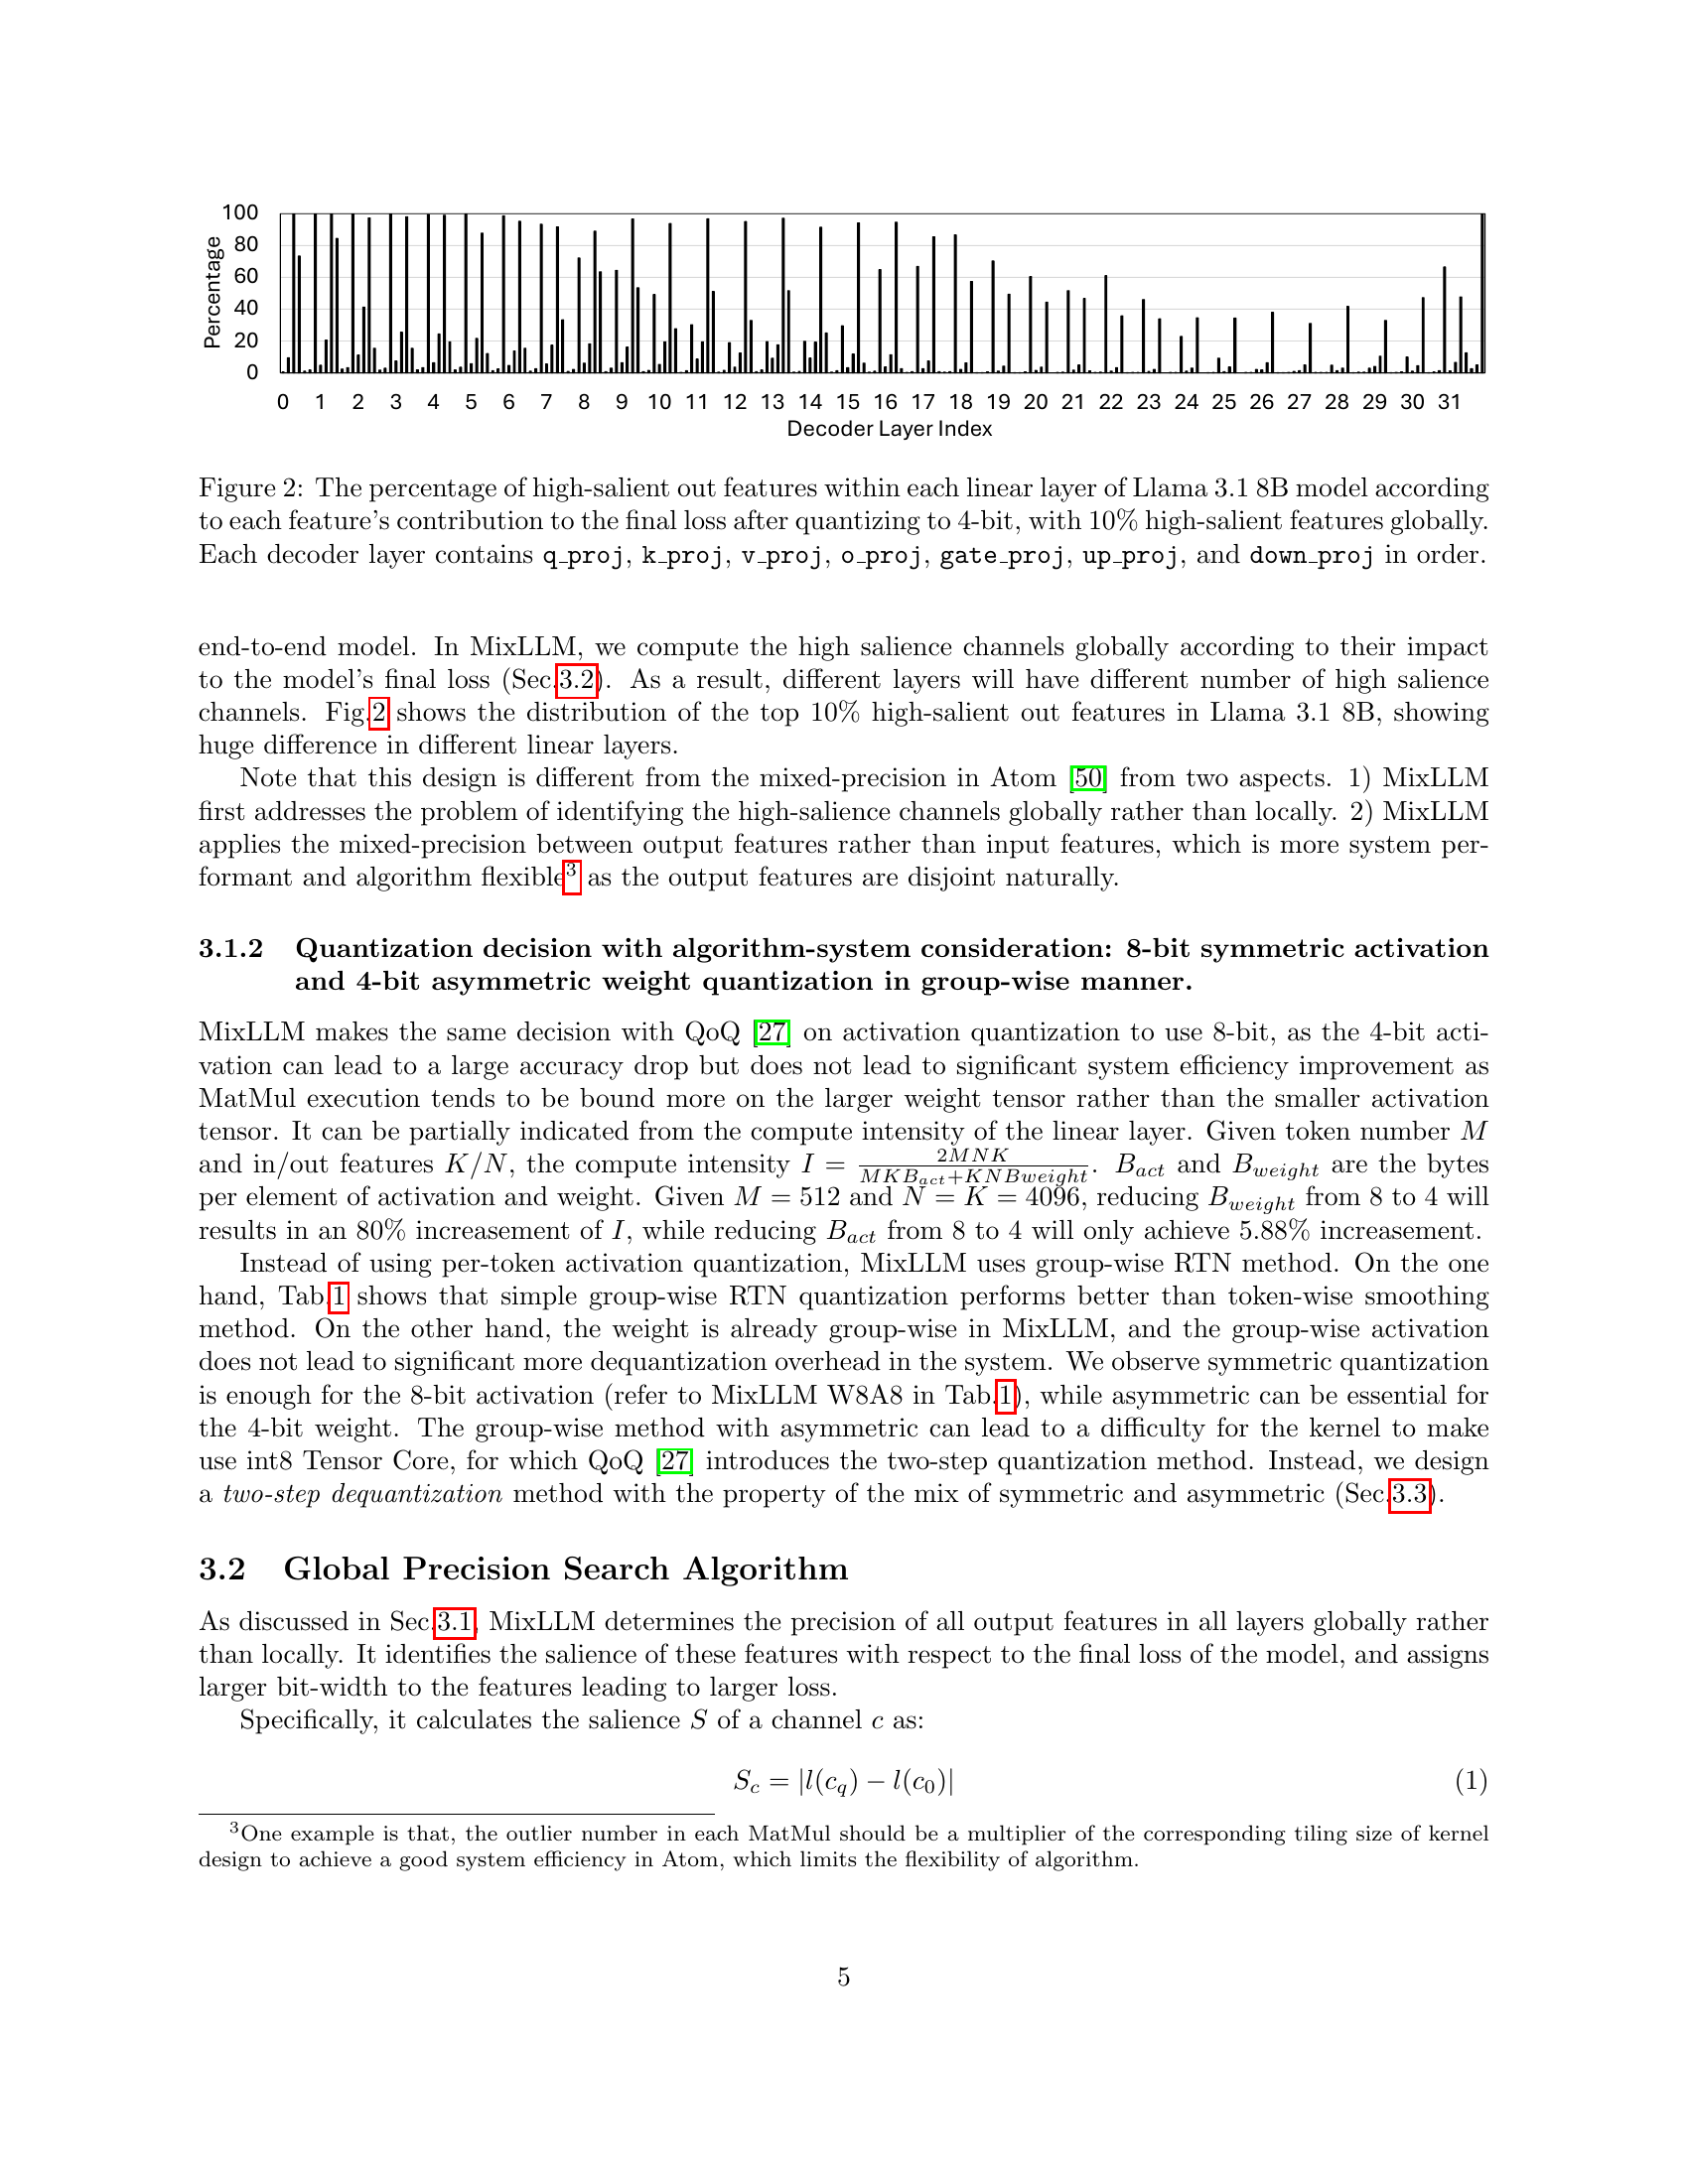 100
80
60
40
20
0
Percentage
0 1 2 3 4 5 6 7 8 9 10 11 12 13 14 15 16 17 18 19 20 21 22 23 24 25 26 27 28 29 30 31
Decoder Layer Index
Figure 2: The percentage of high-salient out features within each linear layer of Llama 3.1 8B model according
to each feature's contribution to the final loss after quantizing to 4-bit, with 10% high-salient features globally.
Each decoder layer contains q_proj, k_proj, v_proj, o_proj, gate_proj, up_proj, and down_proj in order.
end-to-end model. In MixLLM, we compute the high salience channels globally according to their impact
to the model's final loss (Sec.3.2). As a result, different layers will have different number of high salience
channels. Fig.2 shows the distribution of the top 10% high-salient out features in Llama 3.1 8B, showing
huge difference in different linear layers.
Note that this design is different from the mixed-precision in Atom [50] from two aspects. 1) MixLLM
first addresses the problem of identifying the high-salience channels globally rather than locally. 2) MixLLM
applies the mixed-precision between output features rather than input features, which is more system per-
formant and algorithm flexible³ as the output features are disjoint naturally.
3.1.2 Quantization decision with algorithm-system consideration: 8-bit symmetric activation
and 4-bit asymmetric weight quantization in group-wise manner.
MixLLM makes the same decision with QoQ [27] on activation quantization to use 8-bit, as the 4-bit acti-
vation can lead to a large accuracy drop but does not lead to significant system efficiency improvement as
MatMul execution tends to be bound more on the larger weight tensor rather than the smaller activation
tensor. It can be partially indicated from the compute intensity of the linear layer. Given token number M
and in/out features K/N, the compute intensity I = 2MNK / (MKB_act+KNBweight). B_act and B_weight are the bytes
per element of activation and weight. Given M = 512 and N = K = 4096, reducing B_weight from 8 to 4 will
results in an 80% increasement of I, while reducing B_act from 8 to 4 will only achieve 5.88% increasement.
Instead of using per-token activation quantization, MixLLM uses group-wise RTN method. On the one
hand, Tab.1 shows that simple group-wise RTN quantization performs better than token-wise smoothing
method. On the other hand, the weight is already group-wise in MixLLM, and the group-wise activation
does not lead to significant more dequantization overhead in the system. We observe symmetric quantization
is enough for the 8-bit activation (refer to MixLLM W8A8 in Tab.1), while asymmetric can be essential for
the 4-bit weight. The group-wise method with asymmetric can lead to a difficulty for the kernel to make
use int8 Tensor Core, for which QoQ [27] introduces the two-step quantization method. Instead, we design
a two-step dequantization method with the property of the mix of symmetric and asymmetric (Sec.3.3).
3.2 Global Precision Search Algorithm
As discussed in Sec.3.1, MixLLM determines the precision of all output features in all layers globally rather
than locally. It identifies the salience of these features with respect to the final loss of the model, and assigns
larger bit-width to the features leading to larger loss.
Specifically, it calculates the salience S of a channel c as:
S_c = |l(c_q) − l(c_0)| (1)
³One example is that, the outlier number in each MatMul should be a multiplier of the corresponding tiling size of kernel
design to achieve a good system efficiency in Atom, which limits the flexibility of algorithm.
5